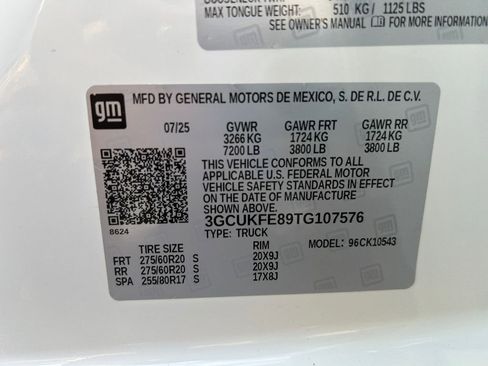 MAX TONGUE WEIGHT: 510 KG / 1125 LBS
SEE OWNER'S MANUAL FOR MORE INFORMATION
gm MFD BY GENERAL MOTORS DE MEXICO, S. DE R.L. DE C.V.
07/25 GVWR GAWR FRT GAWR RR
3266 KG 1724 KG 1724 KG
7200 LB 3800 LB 3800 LB
THIS VEHICLE CONFORMS TO ALL
APPLICABLE U.S. FEDERAL MOTOR
VEHICLE SAFETY STANDARDS IN EFFECT
ON THE DATE OF MANUFACTURE
SHOWN ABOVE.
3GCUKFE89TG107576
8624 TYPE: TRUCK MODEL: 96CK10543
TIRE SIZE RIM
FRT 275/60R20 S 20X9J
RR 275/60R20 S 20X9J
SPA 255/80R17 S 17X8J